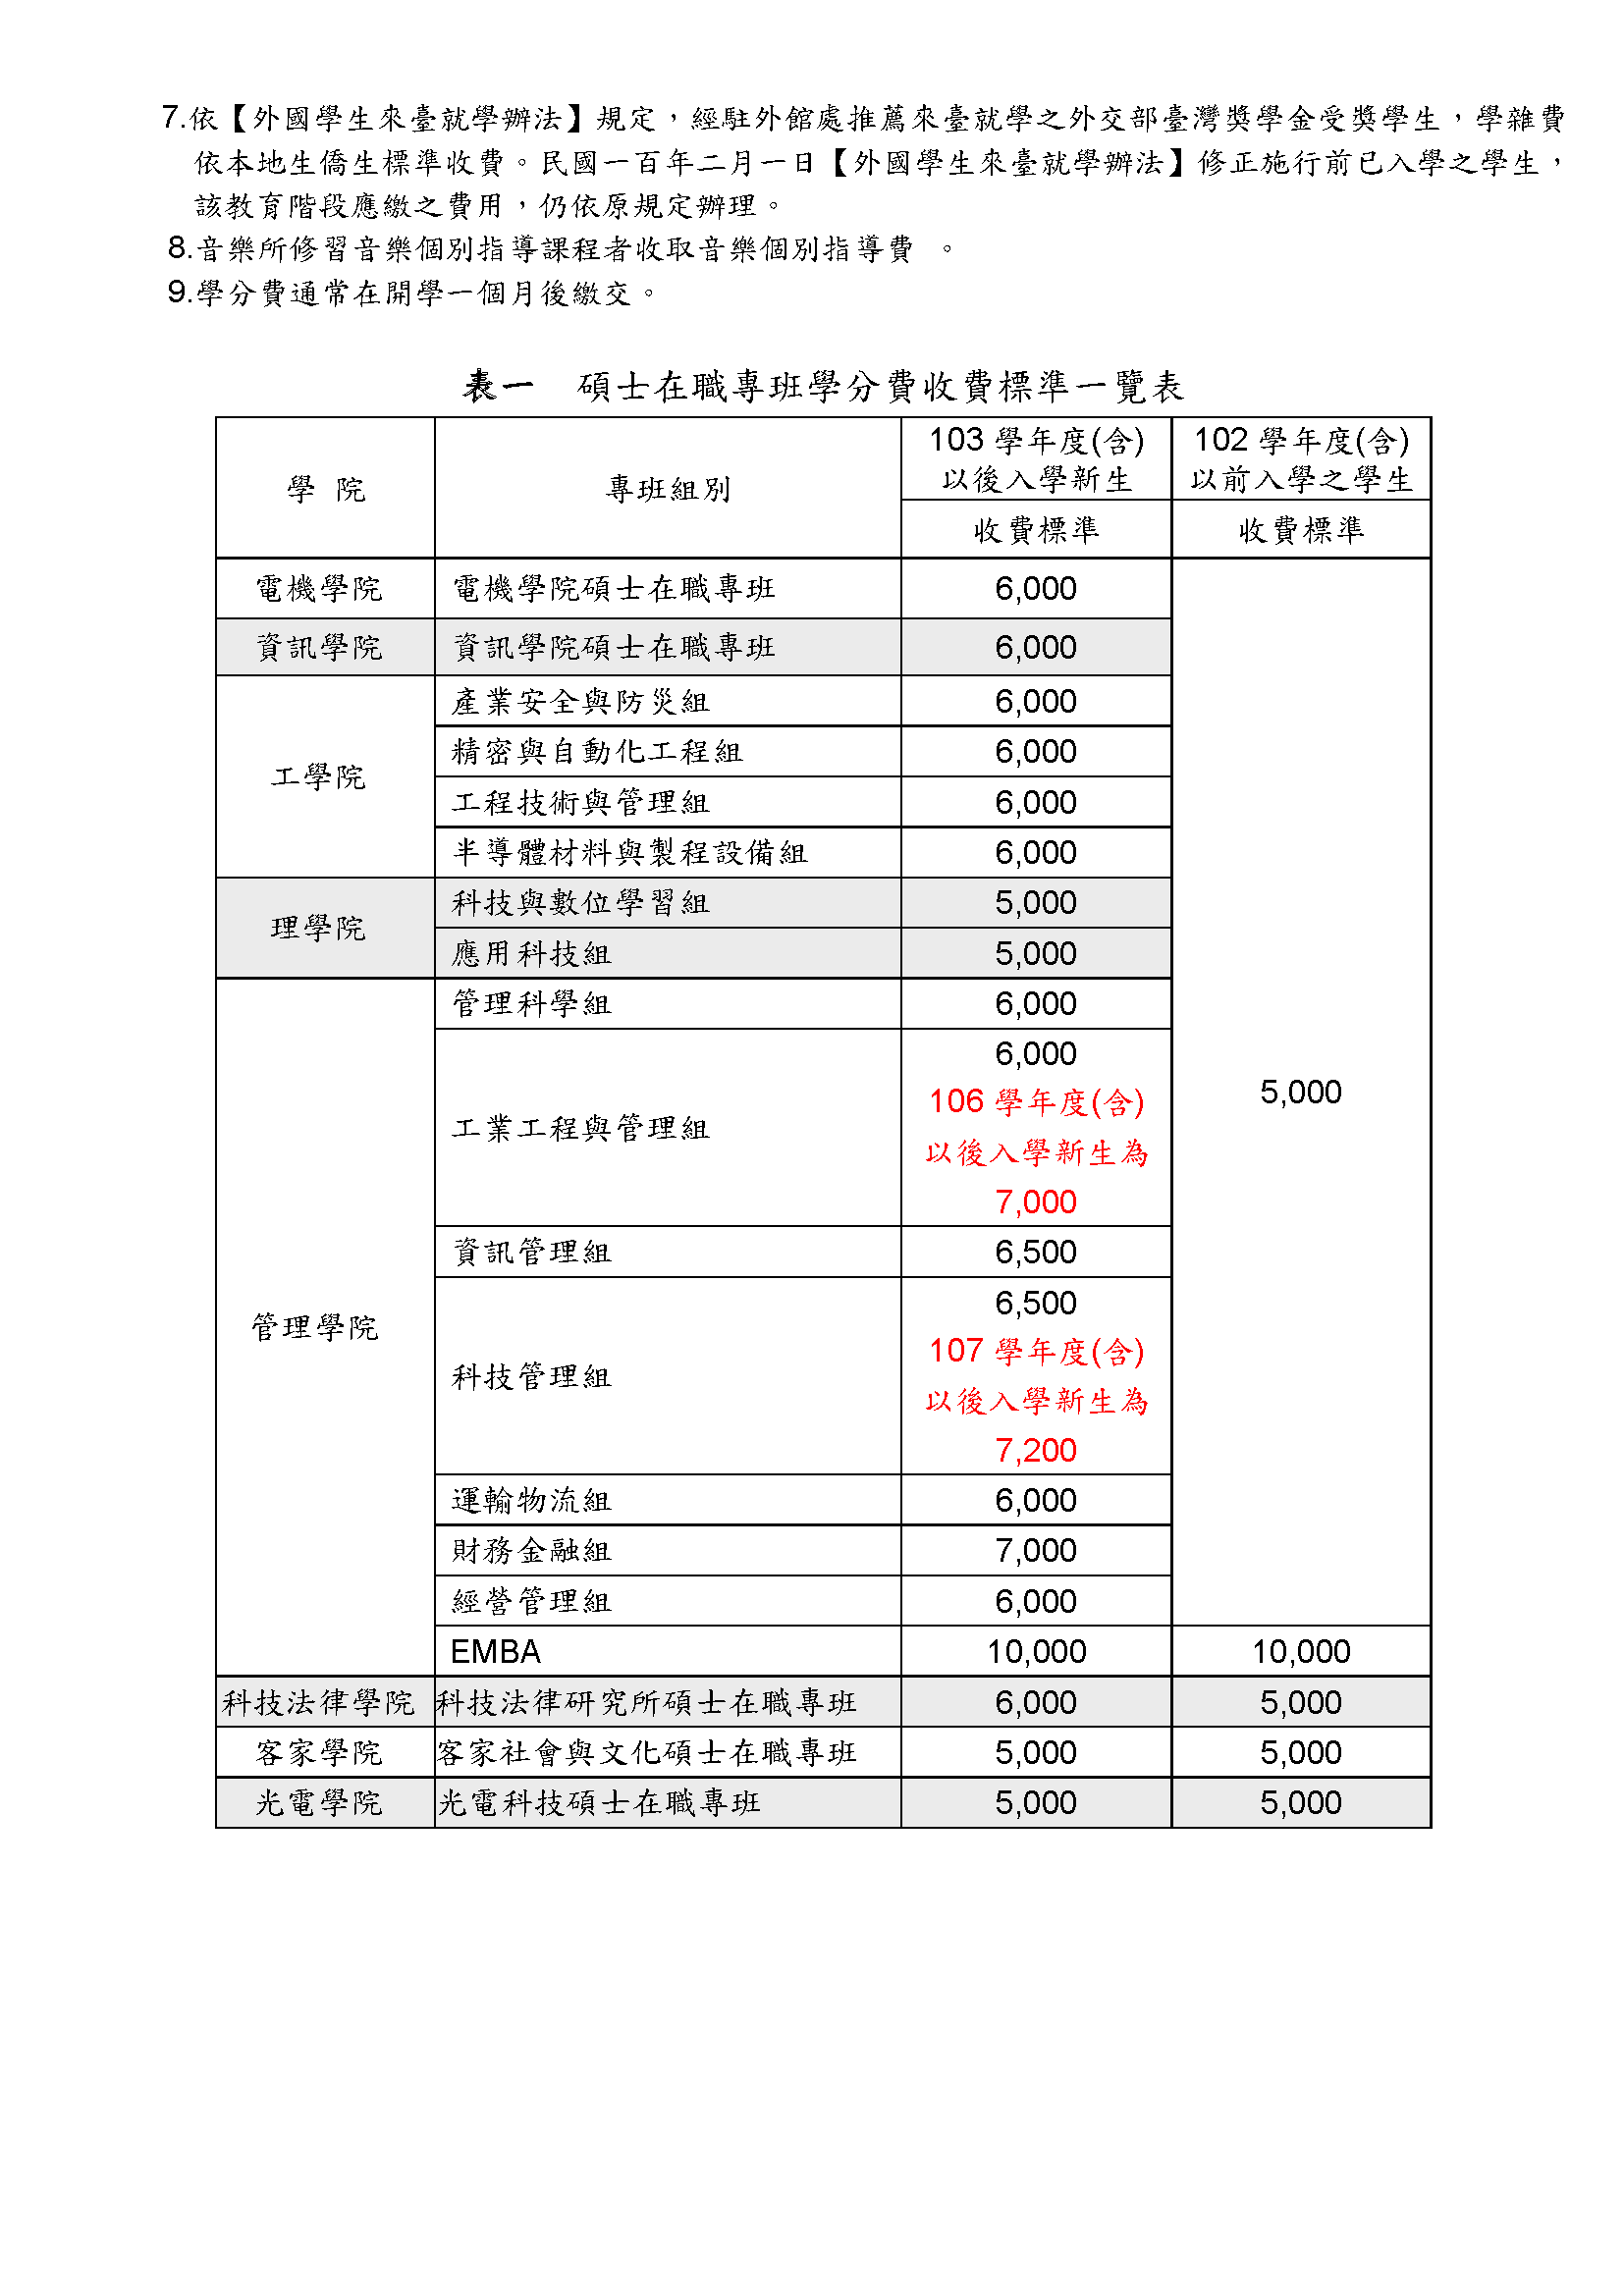 7.依【外國學生來臺就學辦法】規定，經駐外館處推薦來臺就學之外交部臺灣獎學金受獎學生，學雜費
依本地生僑生標準收費。民國一百年二月一日【外國學生來臺就學辦法】修正施行前已入學之學生，
該教育階段應繳之費用，仍依原規定辦理。
8.音樂所修習音樂個別指導課程者收取音樂個別指導費 。
9.學分費通常在開學一個月後繳交。
表一 碩士在職專班學分費收費標準一覽表
學 院 專班組別 103 學年度(含) 102 學年度(含)
以後入學新生 以前入學之學生
收費標準 收費標準
電機學院 電機學院碩士在職專班 6,000
資訊學院 資訊學院碩士在職專班 6,000
工學院 產業安全與防災組 6,000
精密與自動化工程組 6,000
工程技術與管理組 6,000
半導體材料與製程設備組 6,000
理學院 科技與數位學習組 5,000
應用科技組 5,000
管理學院 管理科學組 6,000
工業工程與管理組 6,000
106 學年度(含)
以後入學新生為
7,000
5,000
資訊管理組 6,500
科技管理組 6,500
107 學年度(含)
以後入學新生為
7,200
運輸物流組 6,000
財務金融組 7,000
經營管理組 6,000
EMBA 10,000 10,000
科技法律學院 科技法律研究所碩士在職專班 6,000 5,000
客家學院 客家社會與文化碩士在職專班 5,000 5,000
光電學院 光電科技碩士在職專班 5,000 5,000